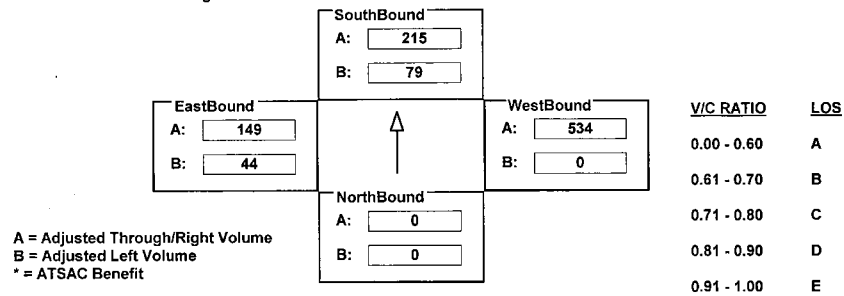 SouthBound
A: 215
B: 79
EastBound
A: 149
B: 44
WestBound
A: 534
B: 0
NorthBound
A: 0
B: 0
A = Adjusted Through/Right Volume
B = Adjusted Left Volume
* = ATSAC Benefit
V/C RATIO LOS
0.00 - 0.60 A
0.61 - 0.70 B
0.71 - 0.80 C
0.81 - 0.90 D
0.91 - 1.00 E